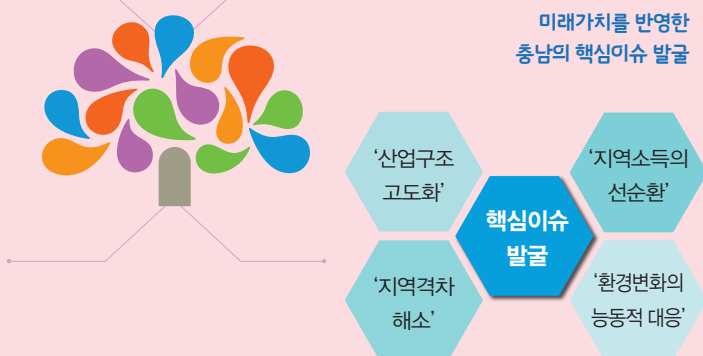 미래가치를 반영한
충남의 핵심이슈 발굴
‘산업구조
고도화’
‘지역소득의
선순환’
핵심이슈
발굴
‘지역격차
해소’
‘환경변화의
능동적 대응’